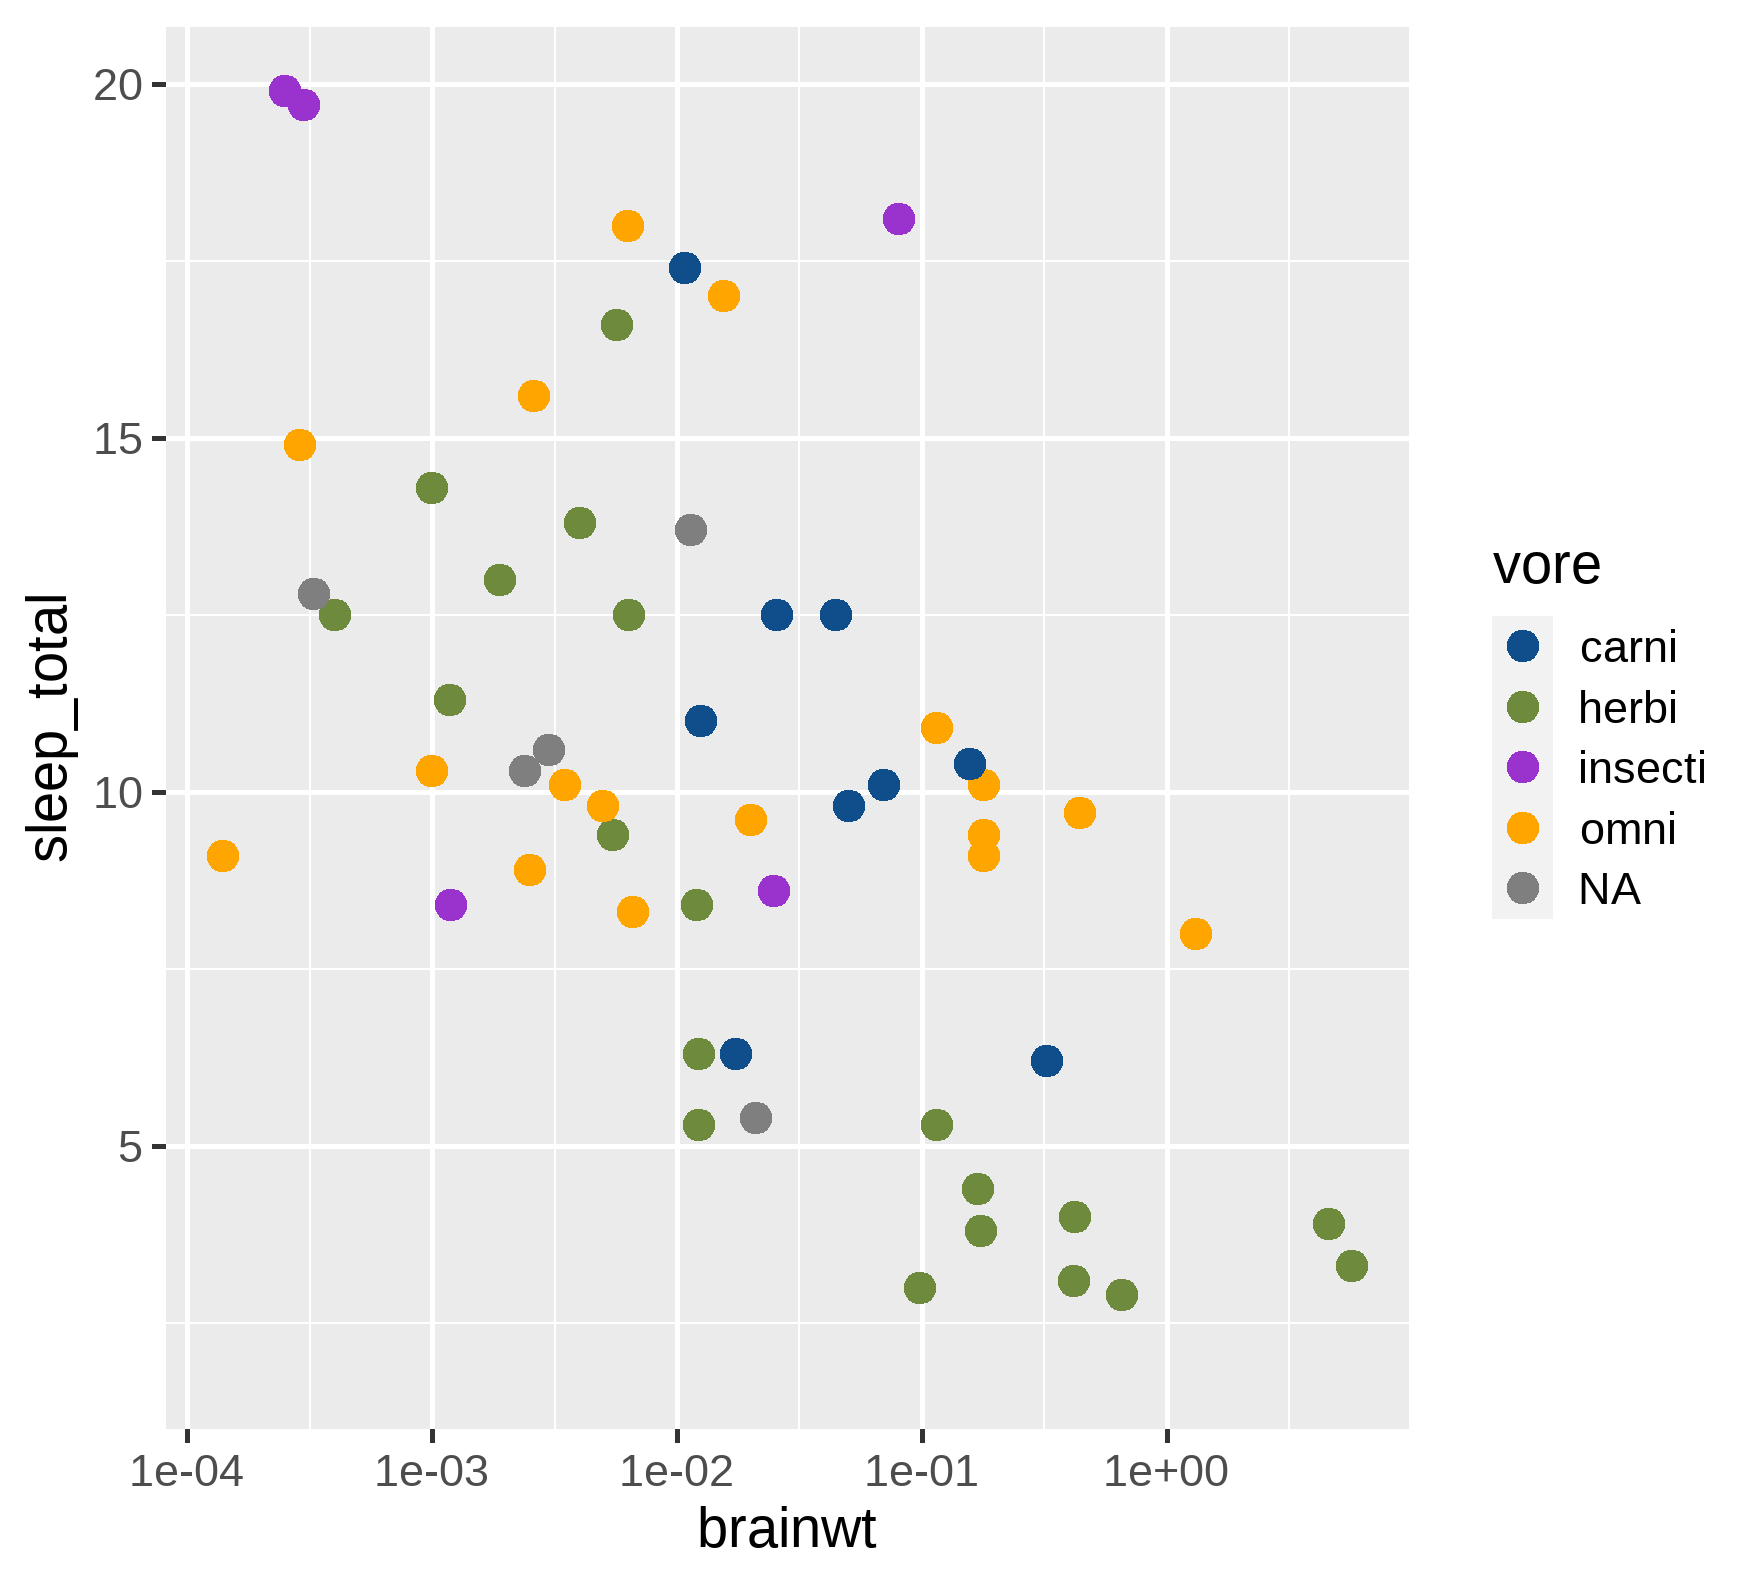 20
15
10
5
sleep_total
1e-04 1e-03 1e-02 1e-01 1e+00
brainwt
vore
carni
herbi
insecti
omni
NA